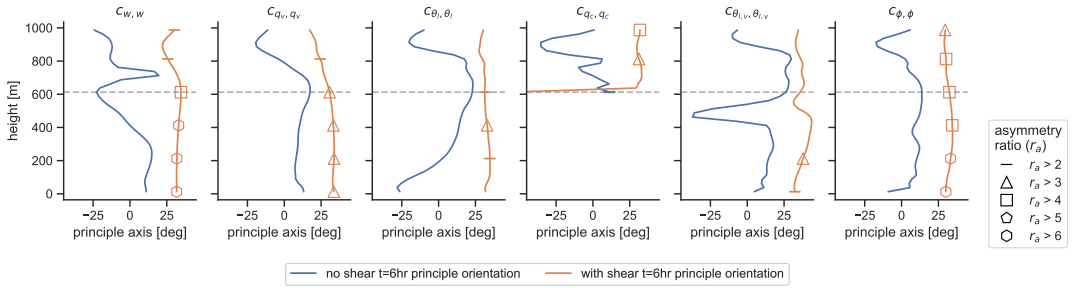 C_{w, w}
C_{q_v, q_v}
C_{θ_l, θ_l}
C_{q_c, q_c}
C_{θ_{l, v}, θ_{l, v}}
C_{ϕ, ϕ}
height [m]
1000
800
600
400
200
0
−25 0 25
−25 0 25
−25 0 25
−25 0 25
−25 0 25
−25 0 25
principle axis [deg]
principle axis [deg]
principle axis [deg]
principle axis [deg]
principle axis [deg]
principle axis [deg]
asymmetry
ratio (r_a)
r_a > 2
r_a > 3
r_a > 4
r_a > 5
r_a > 6
no shear t=6hr principle orientation
with shear t=6hr principle orientation